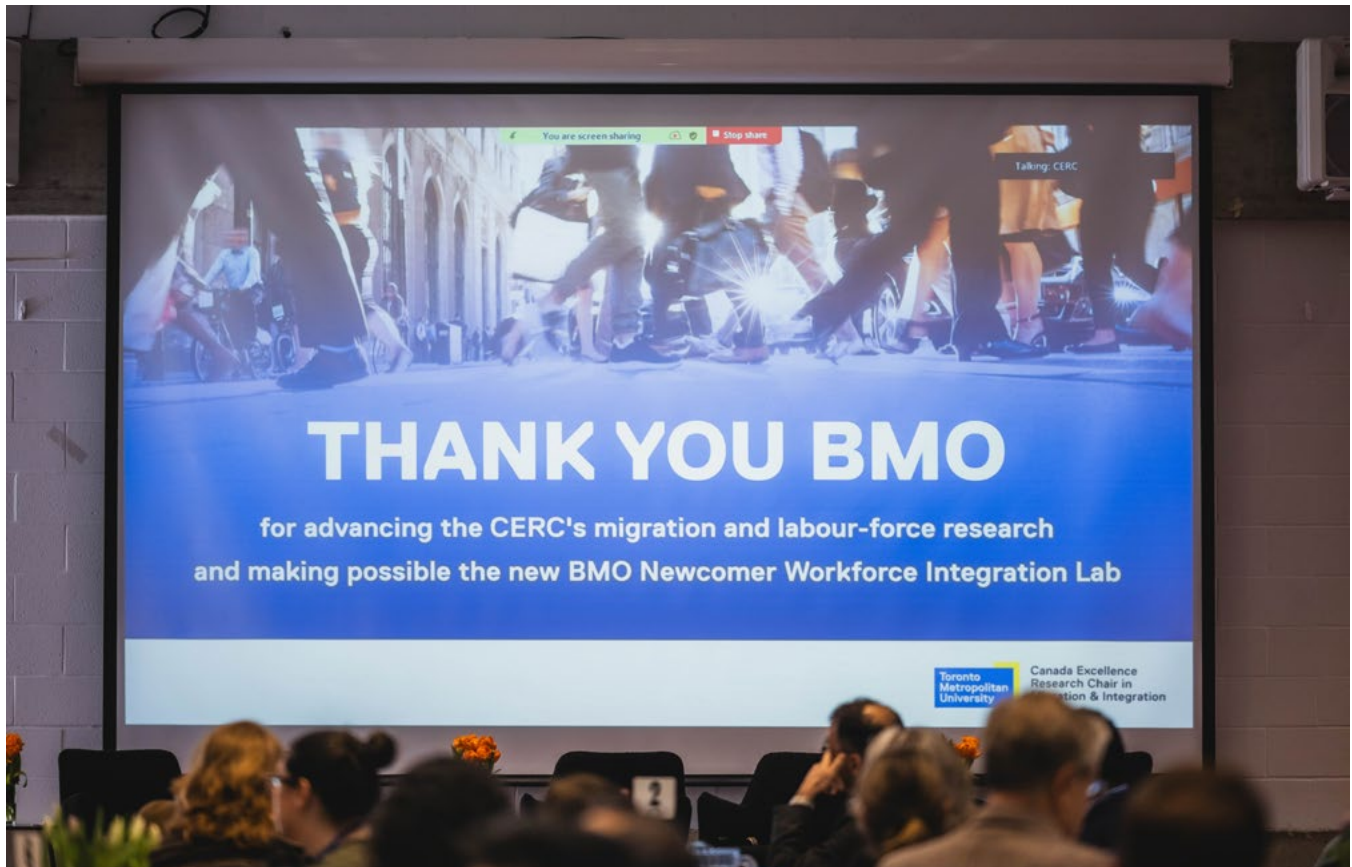 You are screen sharing
Stop share
Talking: CERC
THANK YOU BMO
for advancing the CERC's migration and labour-force research
and making possible the new BMO Newcomer Workforce Integration Lab
Toronto
Metropolitan
University
Canada Excellence
Research Chair in
& Integration
2